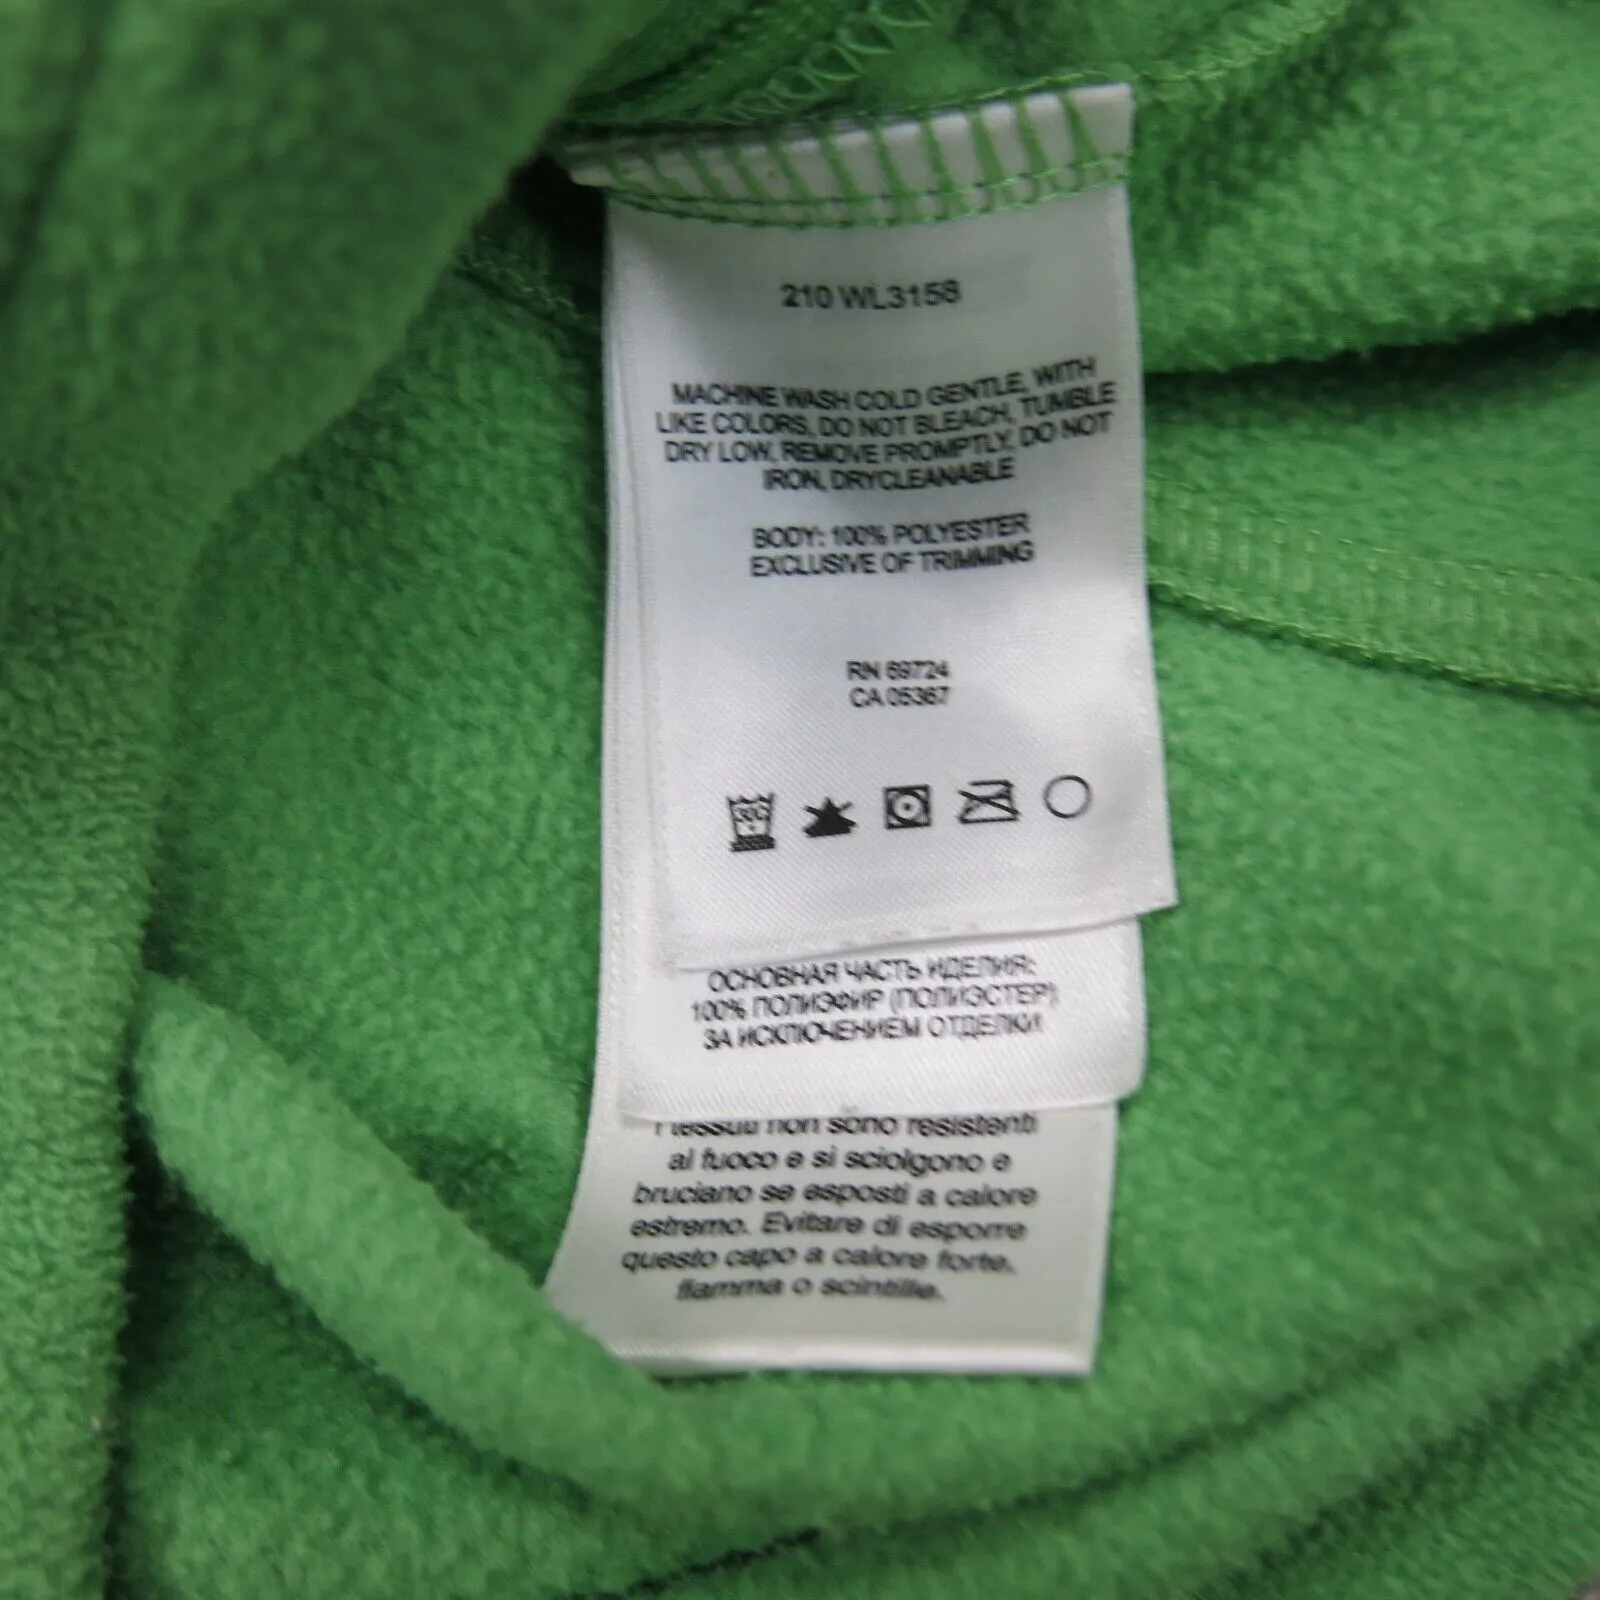 210 WL3158
MACHINE WASH COLD GENTLE, WITH
LIKE COLORS, DO NOT BLEACH, TUMBLE
DRY LOW, REMOVE PROMPTLY, DO NOT
IRON, DRYCLEANABLE
BODY: 100% POLYESTER
EXCLUSIVE OF TRIMMING
RN 69724
CA 05367
30C
ОСНОВНАЯ ЧАСТЬ ИЗДЕЛИЯ:
100% ПОЛИЭФИР (ПОЛИЭСТЕР)
ЗА ИСКЛЮЧЕНИЕМ ОТДЕЛКИ
I tessuti non sono resistenti
al fuoco e si sciolgono e
bruciano se esposti a calore
estremo. Evitare di esporre
questo capo a calore forte,
fiamma o scintille.